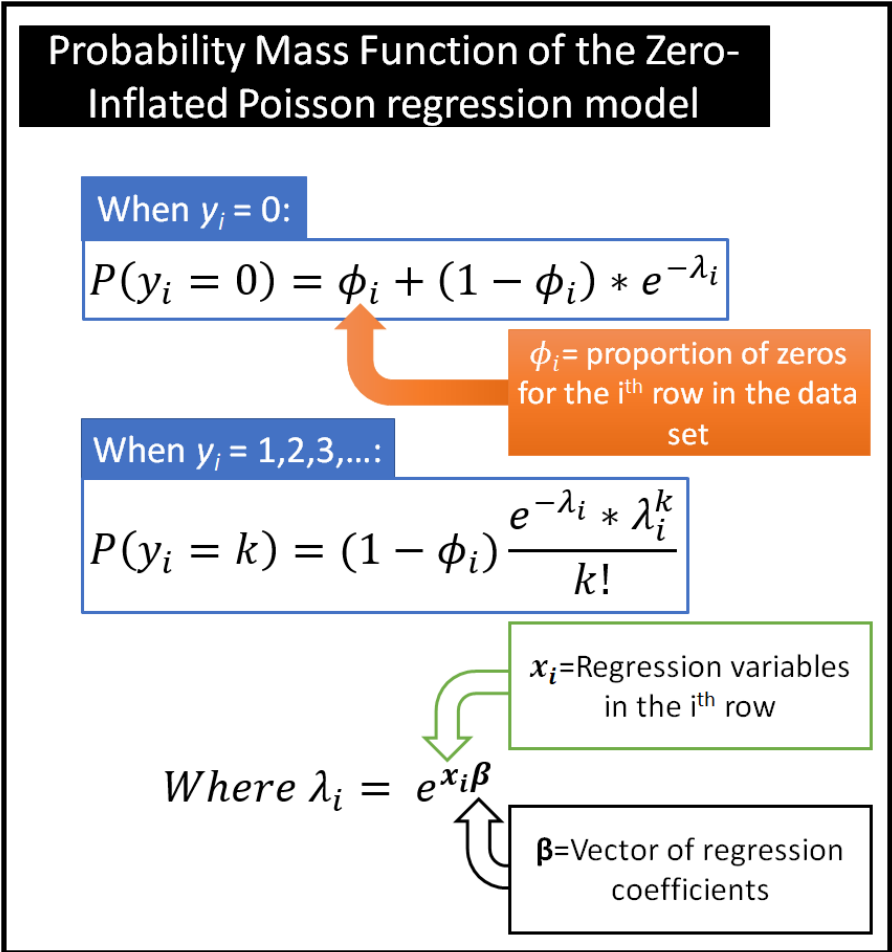 Probability Mass Function of the Zero-
Inflated Poisson regression model
When yᵢ = 0:
P(yᵢ = 0) = ϕᵢ + (1 − ϕᵢ) ∗ e^{−λᵢ}
ϕᵢ= proportion of zeros
for the iᵗʰ row in the data
set
When yᵢ = 1,2,3,…:
P(yᵢ = k) = (1 − ϕᵢ) \frac{e^{−λᵢ} ∗ λᵢ^k}{k!}
xᵢ=Regression variables
in the iᵗʰ row
Where λᵢ = e^{xᵢβ}
β=Vector of regression
coefficients